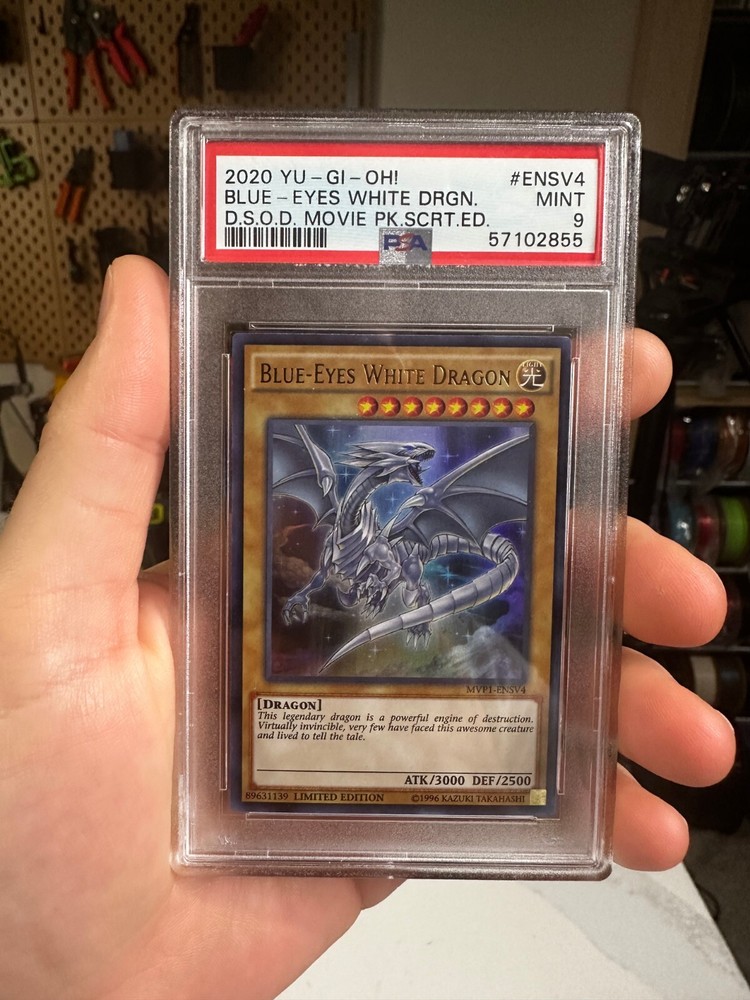 2020 YU-GI-OH! #ENSV4
BLUE-EYES WHITE DRGN. MINT
D.S.O.D. MOVIE PK.SCRT.ED. 9
PSA 57102855
BLUE-EYES WHITE DRAGON LIGHT 光
MVP1-ENSV4
[DRAGON]
This legendary dragon is a powerful engine of destruction.
Virtually invincible, very few have faced this awesome creature
and lived to tell the tale.
ATK/3000 DEF/2500
89631139 LIMITED EDITION ©1996 KAZUKI TAKAHASHI